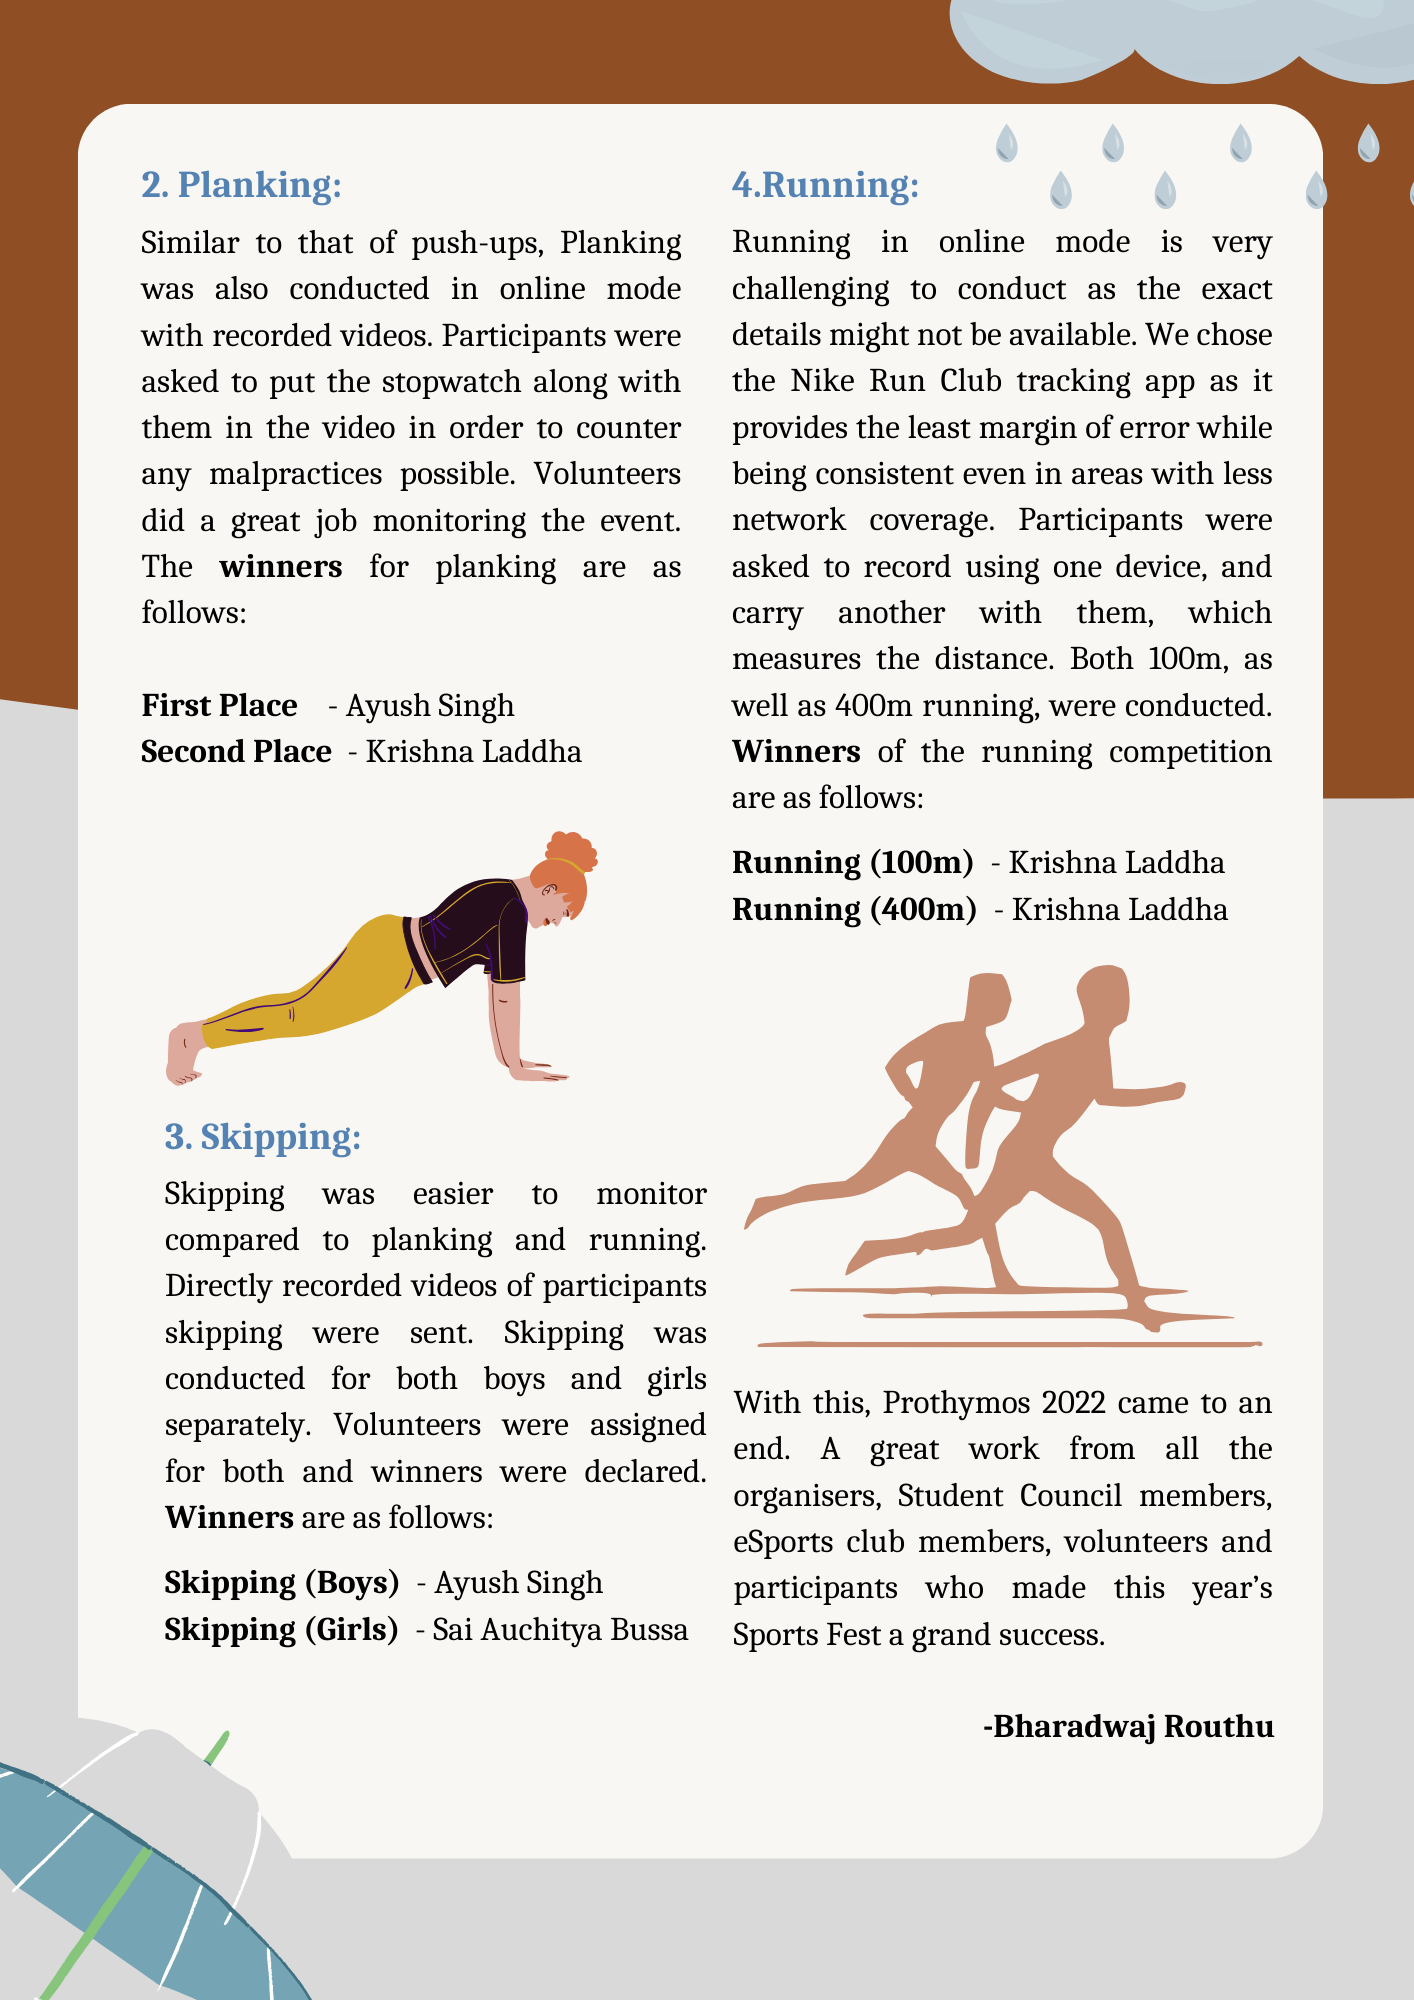 2. Planking:
Similar to that of push-ups, Planking
was also conducted in online mode
with recorded videos. Participants were
asked to put the stopwatch along with
them in the video in order to counter
any malpractices possible. Volunteers
did a great job monitoring the event.
The winners for planking are as
follows:
First Place - Ayush Singh
Second Place - Krishna Laddha
3. Skipping:
Skipping was easier to monitor
compared to planking and running.
Directly recorded videos of participants
skipping were sent. Skipping was
conducted for both boys and girls
separately. Volunteers were assigned
for both and winners were declared.
Winners are as follows:
Skipping (Boys) - Ayush Singh
Skipping (Girls) - Sai Auchitya Bussa
4.Running:
Running in online mode is very
challenging to conduct as the exact
details might not be available. We chose
the Nike Run Club tracking app as it
provides the least margin of error while
being consistent even in areas with less
network coverage. Participants were
asked to record using one device, and
carry another with them, which
measures the distance. Both 100m, as
well as 400m running, were conducted.
Winners of the running competition
are as follows:
Running (100m) - Krishna Laddha
Running (400m) - Krishna Laddha
With this, Prothymos 2022 came to an
end. A great work from all the
organisers, Student Council members,
eSports club members, volunteers and
participants who made this year’s
Sports Fest a grand success.
-Bharadwaj Routhu